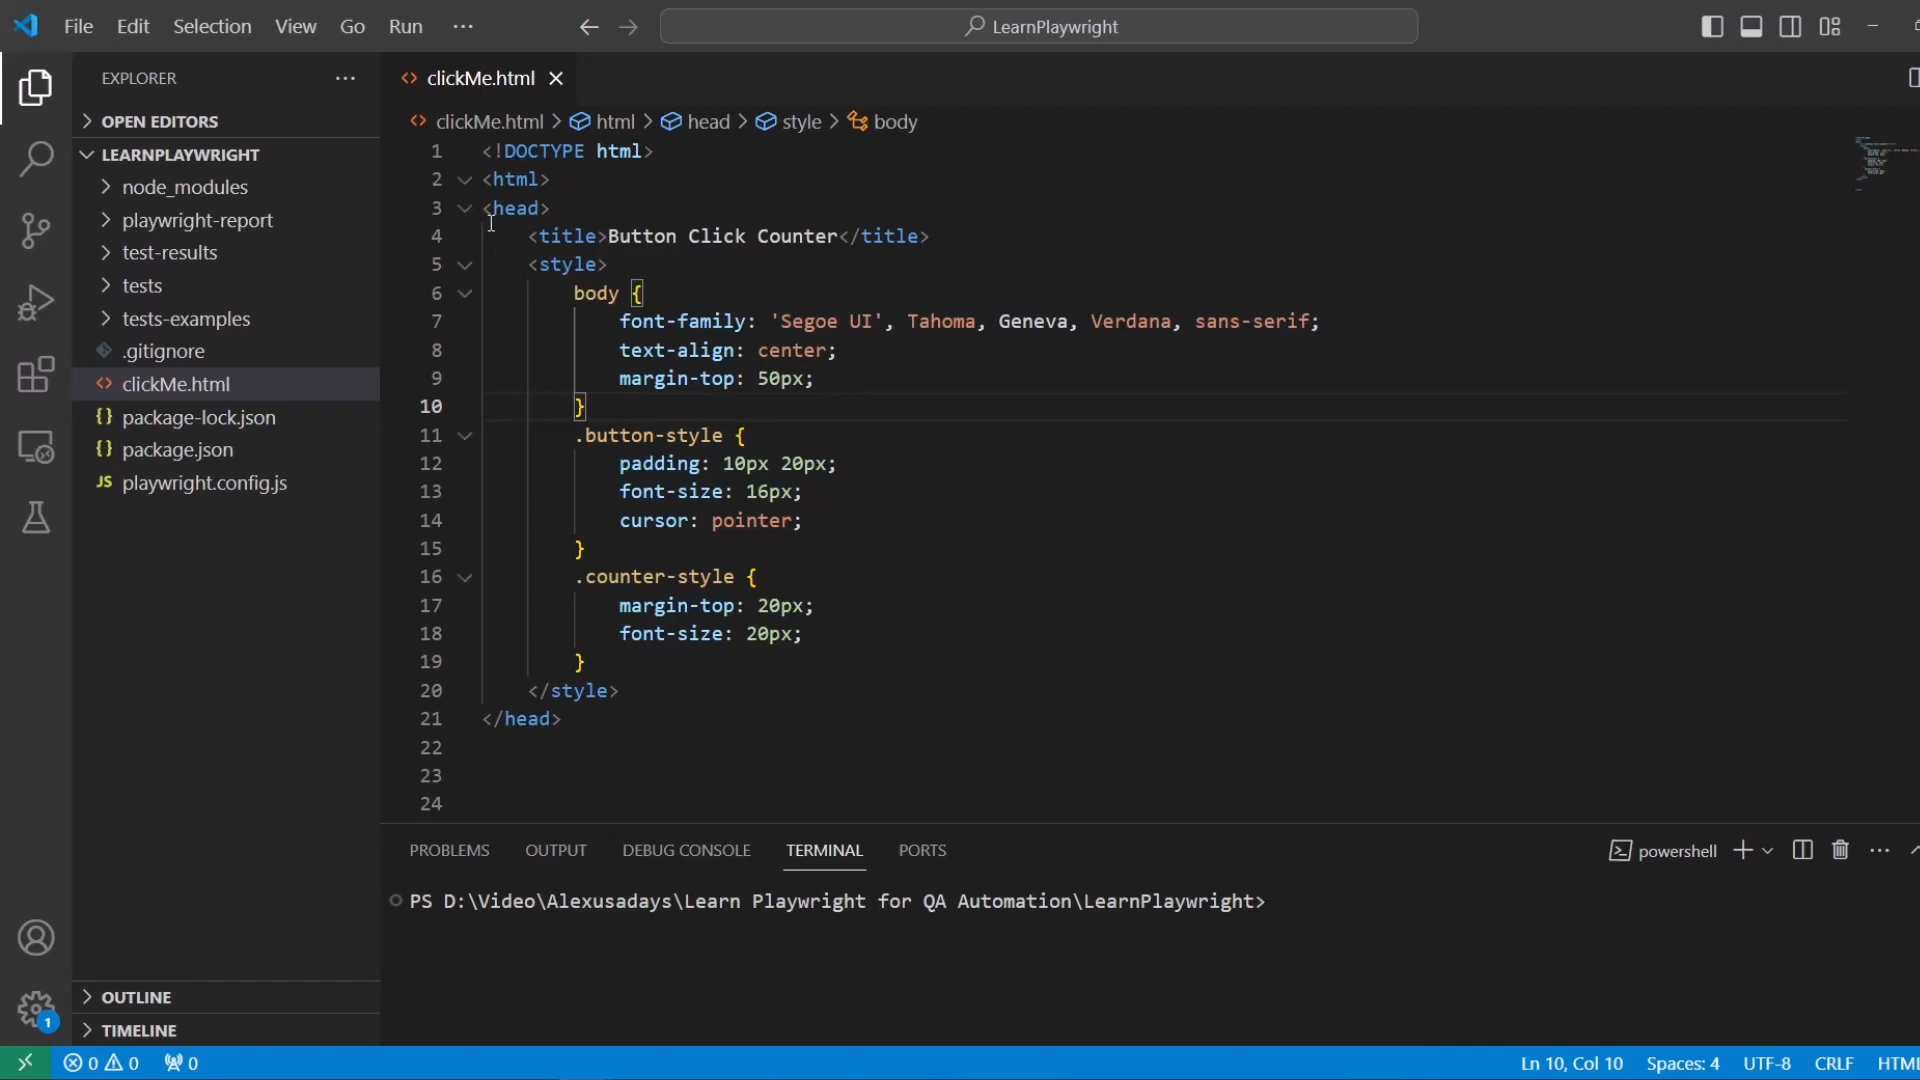 File Edit Selection View Go Run ··· LearnPlaywright
EXPLORER ···
OPEN EDITORS
LEARNPLAYWRIGHT
node_modules
playwright-report
test-results
tests
tests-examples
.gitignore
clickMe.html
package-lock.json
package.json
JS playwright.config.js
OUTLINE
TIMELINE
clickMe.html
clickMe.html > html > head > style > body
1 <!DOCTYPE html>
2 <html>
3 <head>
4 <title>Button Click Counter</title>
5 <style>
6 body {
7 font-family: 'Segoe UI', Tahoma, Geneva, Verdana, sans-serif;
8 text-align: center;
9 margin-top: 50px;
10 }
11 .button-style {
12 padding: 10px 20px;
13 font-size: 16px;
14 cursor: pointer;
15 }
16 .counter-style {
17 margin-top: 20px;
18 font-size: 20px;
19 }
20 </style>
21 </head>
22
23
24
PROBLEMS OUTPUT DEBUG CONSOLE TERMINAL PORTS powershell
PS D:\Video\Alexusadays\Learn Playwright for QA Automation\LearnPlaywright>
1
0 0 0 Ln 10, Col 10 Spaces: 4 UTF-8 CRLF HTML